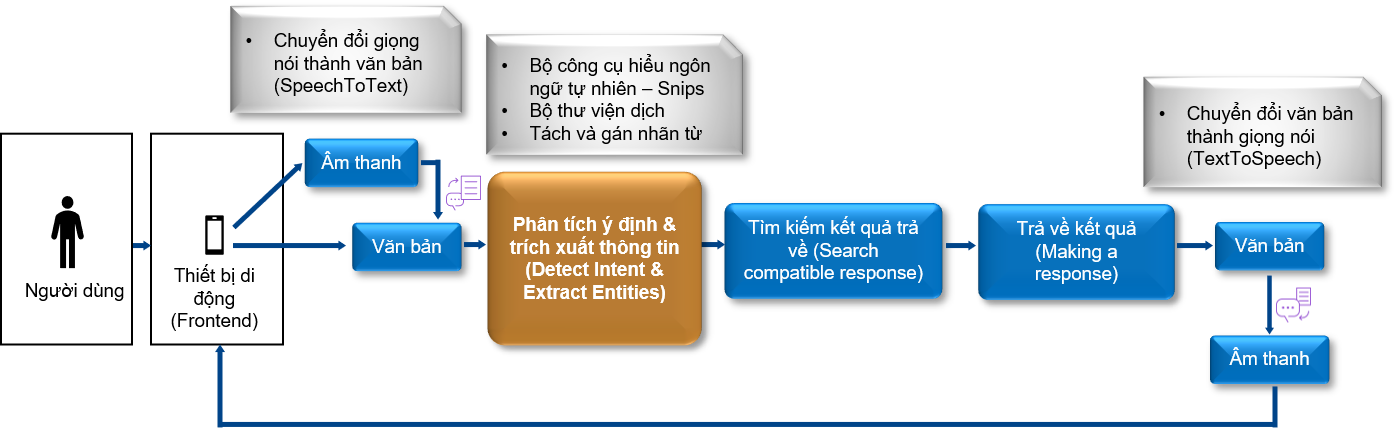 • Chuyển đổi giọng
nói thành văn bản
(SpeechToText)
• Bộ công cụ hiểu ngôn
ngữ tự nhiên – Snips
• Bộ thư viện dịch
• Tách và gán nhãn từ
• Chuyển đổi văn bản
thành giọng nói
(TextToSpeech)
Người dùng
Thiết bị di
động
(Frontend)
Âm thanh
Văn bản
Phân tích ý định &
trích xuất thông tin
(Detect Intent &
Extract Entities)
Tìm kiếm kết quả trả
về (Search
compatible response)
Trả về kết quả
(Making a
response)
Văn bản
Âm thanh